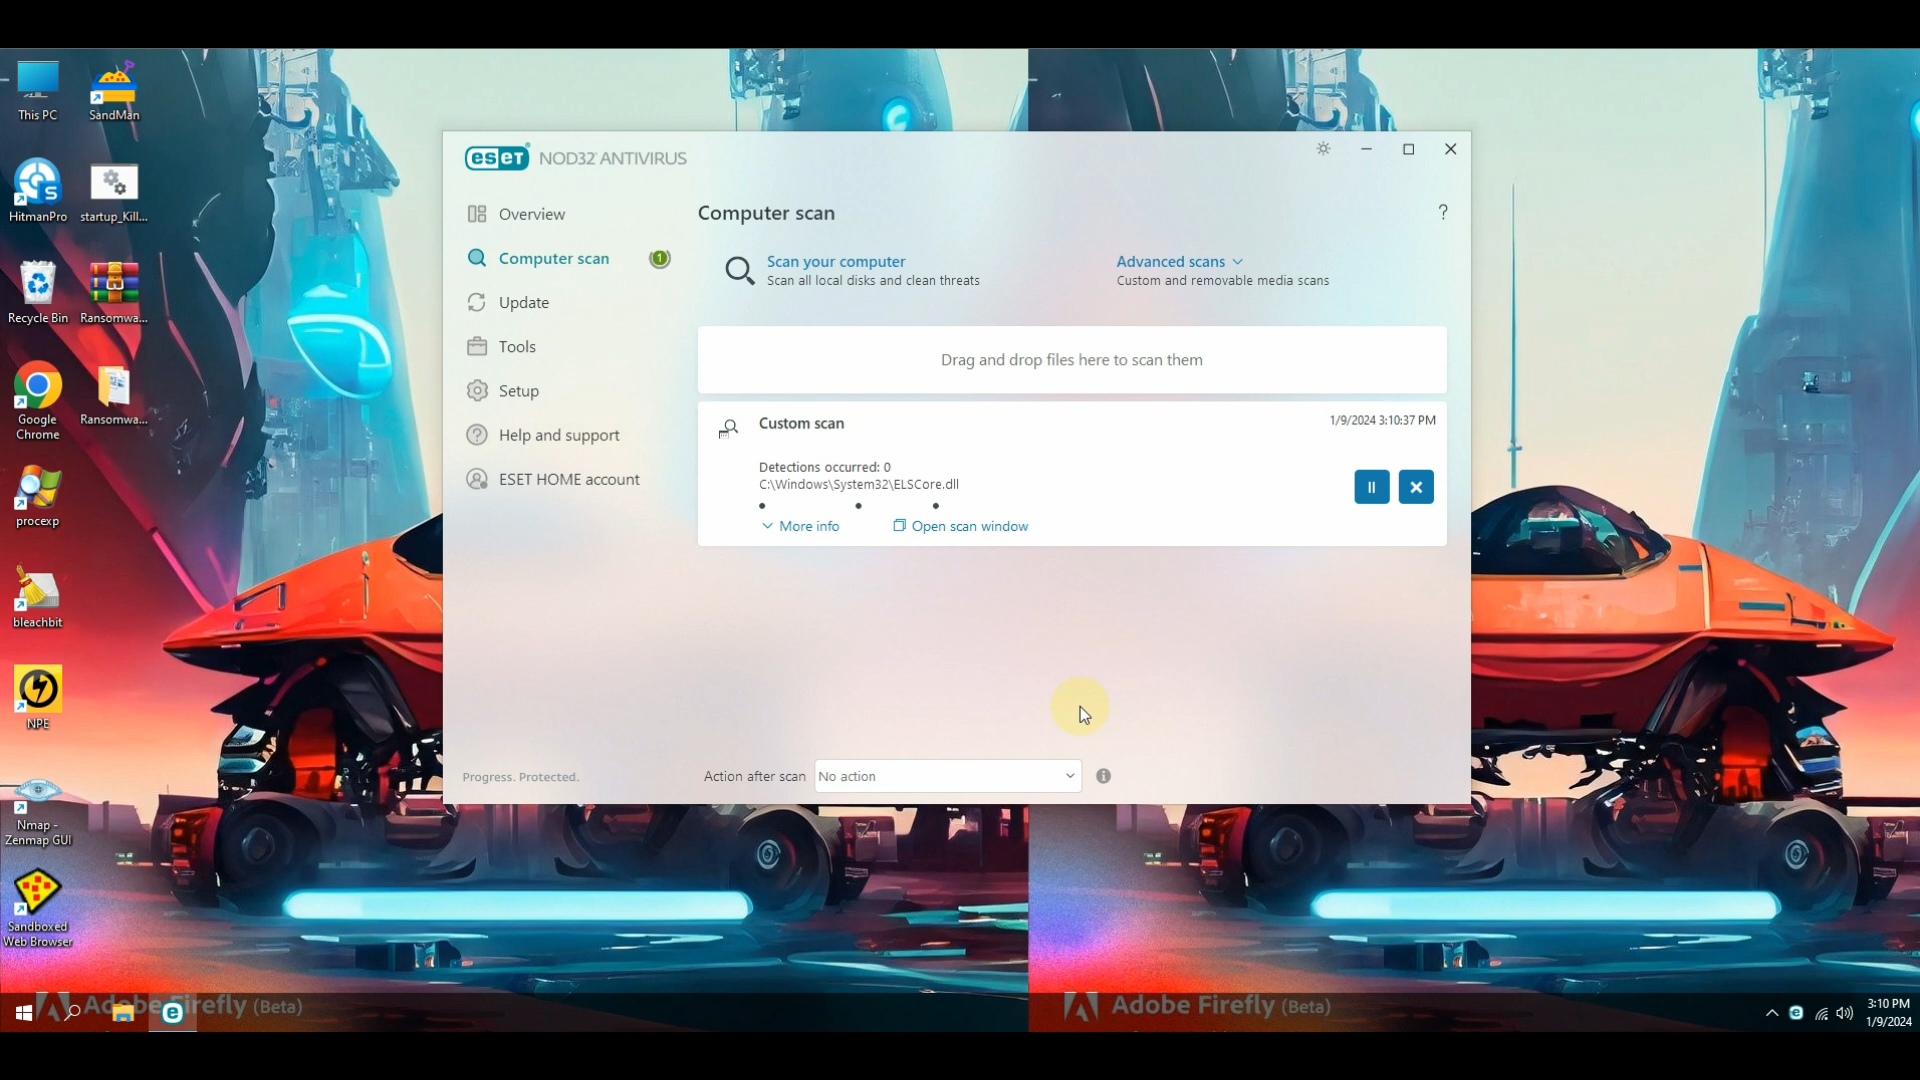 This PC
SandMan
HitmanPro
startup_Kill...
Recycle Bin
Ransomwa...
Google
Chrome
Ransomwa...
procexp
bleachbit
NPE
Nmap -
Zenmap GUI
Sandboxed
Web Browser
eset NOD32 ANTIVIRUS
Overview
Computer scan
1
Update
Tools
Setup
Help and support
ESET HOME account
Progress. Protected.
Computer scan
?
Scan your computer
Scan all local disks and clean threats
Advanced scans
Custom and removable media scans
Drag and drop files here to scan them
Custom scan
1/9/2024 3:10:37 PM
Detections occurred: 0
C:\Windows\System32\ELSCore.dll
More info
Open scan window
Action after scan
No action
Adobe Firefly (Beta)
Adobe Firefly (Beta)
3:10 PM
1/9/2024